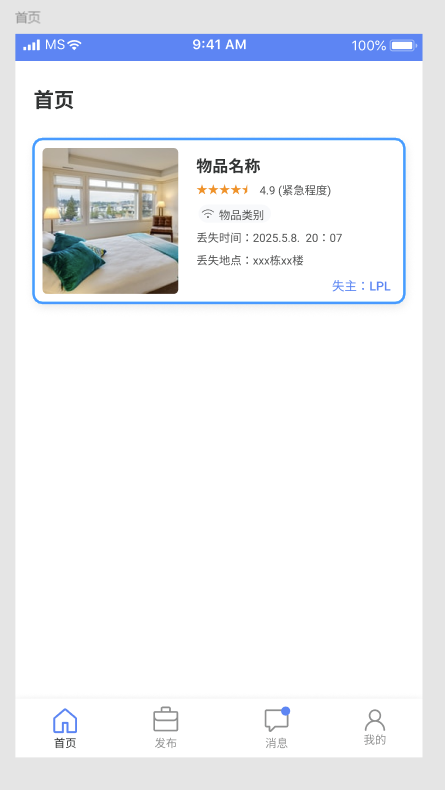 首页
MS 9:41 AM 100%
首页
物品名称
4.9 (紧急程度)
物品类别
丢失时间：2025.5.8. 20：07
丢失地点：xxx栋xx楼
失主：LPL
首页 发布 消息 我的